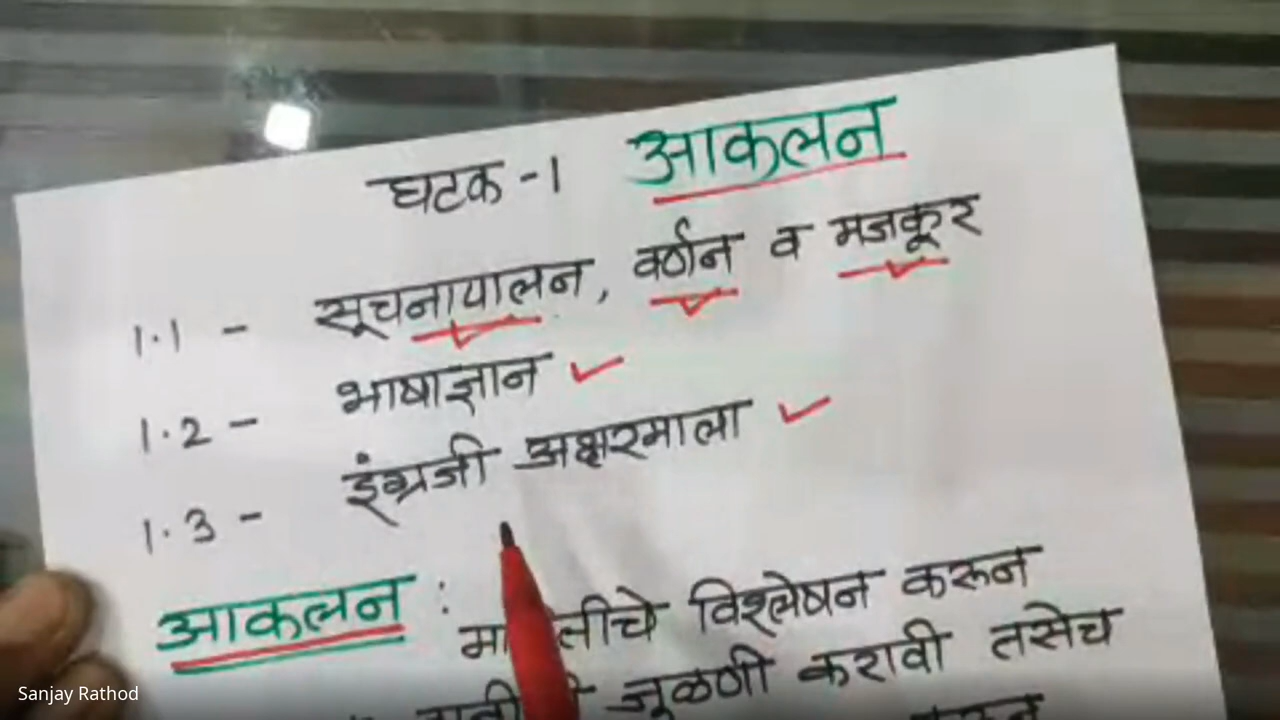 घटक -1 आकलन
1.1 - सूचनापालन, वर्णन व मजकूर
1.2 - भाषाज्ञान
1.3 - इंग्रजी अक्षरमाला
आकलन : विश्लेषन करून
जूळणी करावी तसेच
Sanjay Rathod